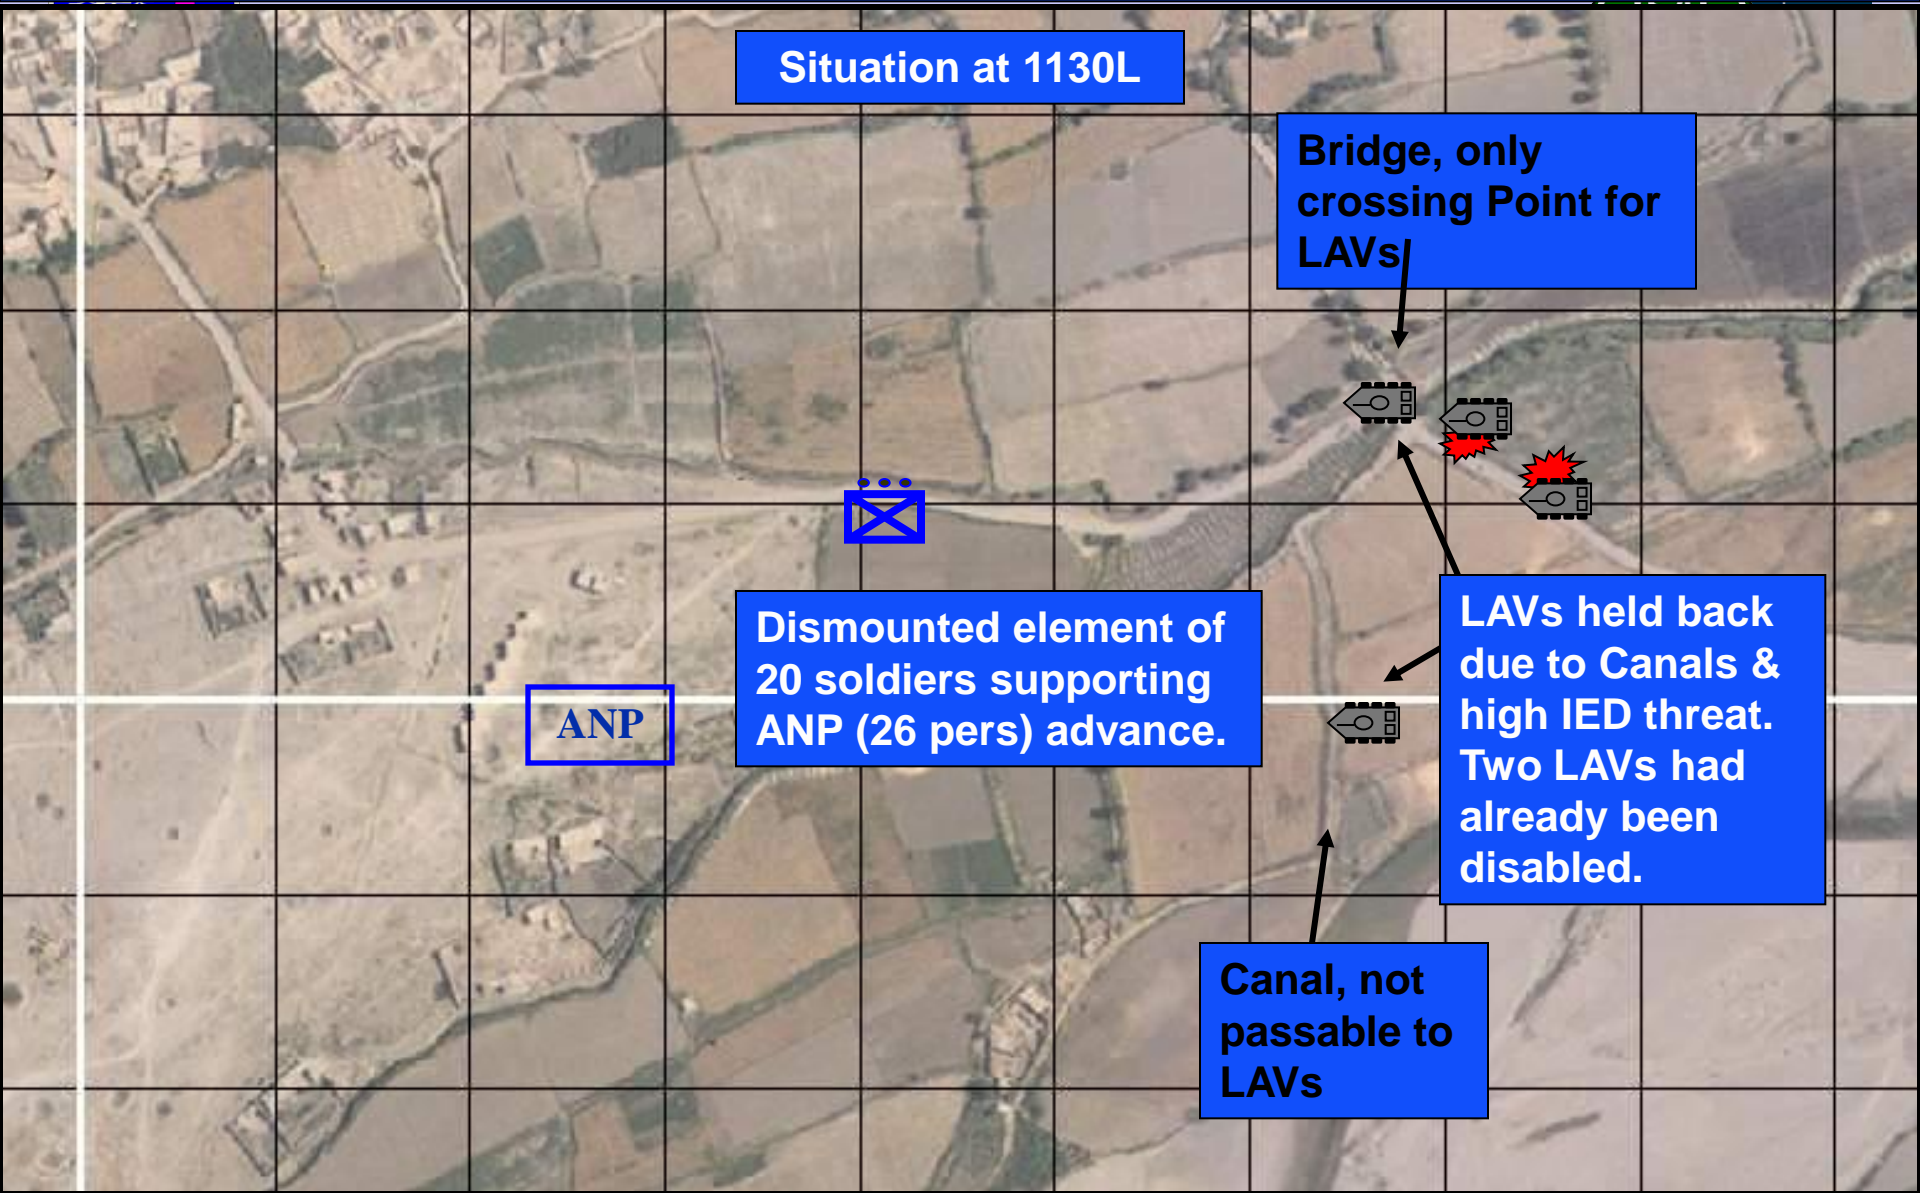 Situation at 1130L
Bridge, only
crossing Point for
LAVs
Dismounted element of
20 soldiers supporting
ANP (26 pers) advance.
ANP
LAVs held back
due to Canals &
high IED threat.
Two LAVs had
already been
disabled.
Canal, not
passable to
LAVs